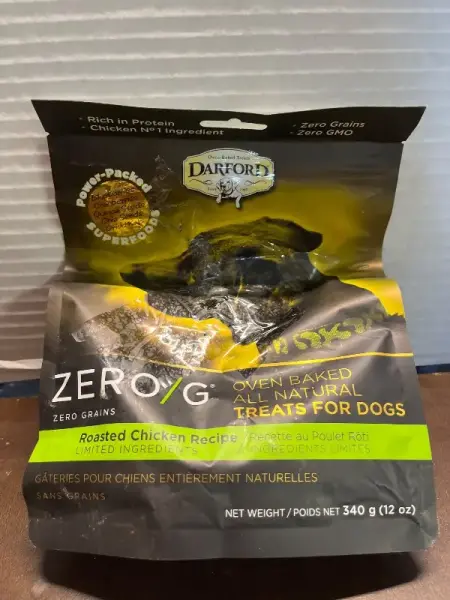 · Rich in Protein
· Chicken Nº1 Ingredient
· Zero Grains
· Zero GMO
DARFORD
Power-Packed
SUPERFOODS
ZERO/G®
ZERO GRAINS
OVEN BAKED
ALL NATURAL
TREATS FOR DOGS
Roasted Chicken Recipe
LIMITED INGREDIENTS
Recette au Poulet Rôti
INGRÉDIENTS LIMITÉS
GÂTERIES POUR CHIENS ENTIÈREMENT NATURELLES
SANS GRAINS
NET WEIGHT / POIDS NET 340 g (12 oz)